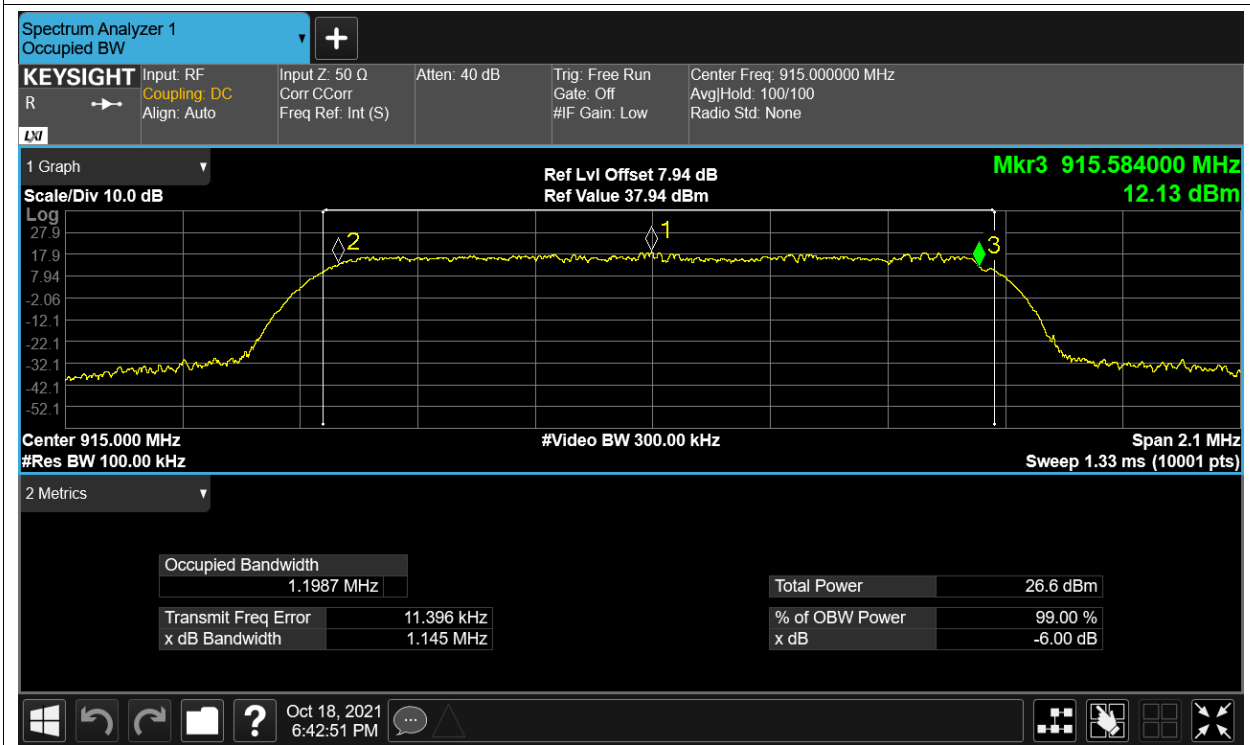 Spectrum Analyzer 1
Occupied BW
KEYSIGHT
R
LXI
Input: RF
Coupling: DC
Align: Auto
Input Z: 50 Ω
Corr CCorr
Freq Ref: Int (S)
Atten: 40 dB
Trig: Free Run
Gate: Off
#IF Gain: Low
Center Freq: 915.000000 MHz
Avg|Hold: 100/100
Radio Std: None
1 Graph
Scale/Div 10.0 dB
Ref Lvl Offset 7.94 dB
Ref Value 37.94 dBm
Mkr3 915.584000 MHz
12.13 dBm
Log
27.9
17.9
7.94
-2.06
-12.1
-22.1
-32.1
-42.1
-52.1
2
1
3
Center 915.000 MHz
#Res BW 100.00 kHz
#Video BW 300.00 kHz
Span 2.1 MHz
Sweep 1.33 ms (10001 pts)
2 Metrics
Occupied Bandwidth
1.1987 MHz
Transmit Freq Error 11.396 kHz
x dB Bandwidth 1.145 MHz
Total Power 26.6 dBm
% of OBW Power 99.00 %
x dB -6.00 dB
Oct 18, 2021
6:42:51 PM